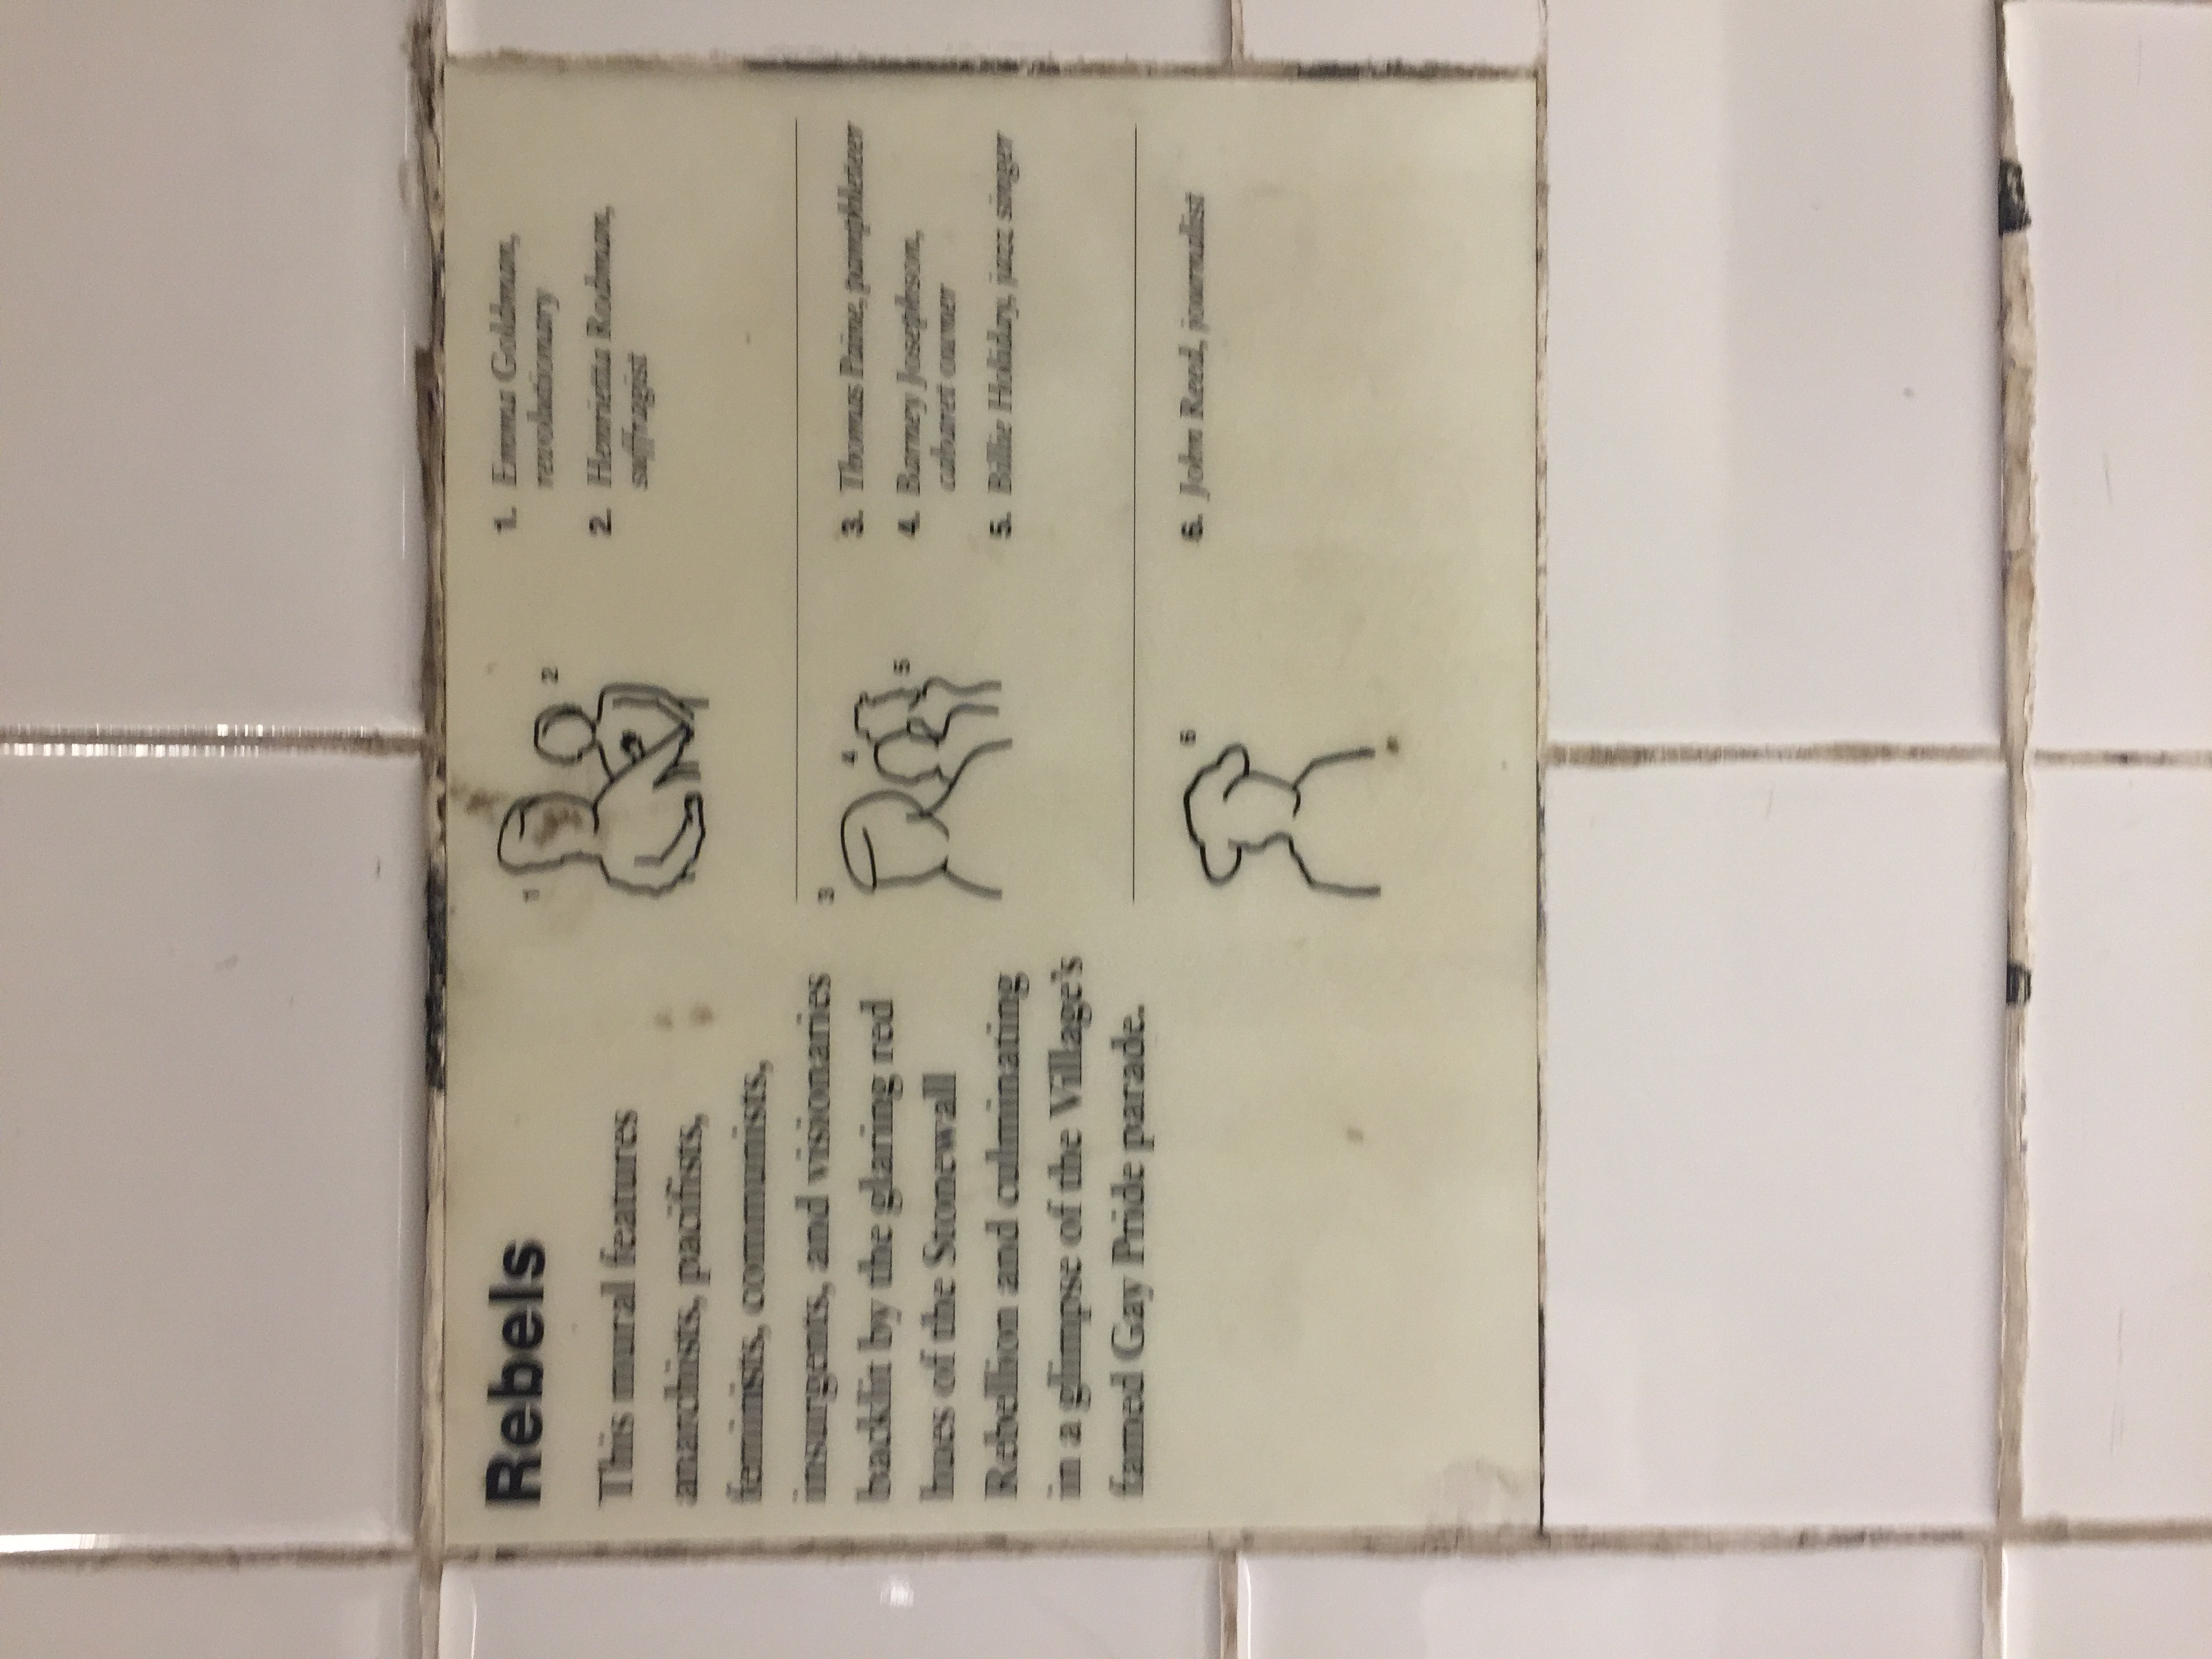 Rebels
This mural features
anarchists, pacifists,
feminists, communists,
insurgents, and visionaries
backlit by the glaring red
hues of the Stonewall
Rebellion and culminating
in a glimpse of the Village's
famed Gay Pride parade.
1
2
1. Emma Goldman,
revolutionary
2. Henrietta Rodman,
suffragist
3
4
5
3. Thomas Paine, pamphleteer
4. Barney Josephson,
cabaret owner
5. Billie Holiday, jazz singer
6
6. John Reed, journalist